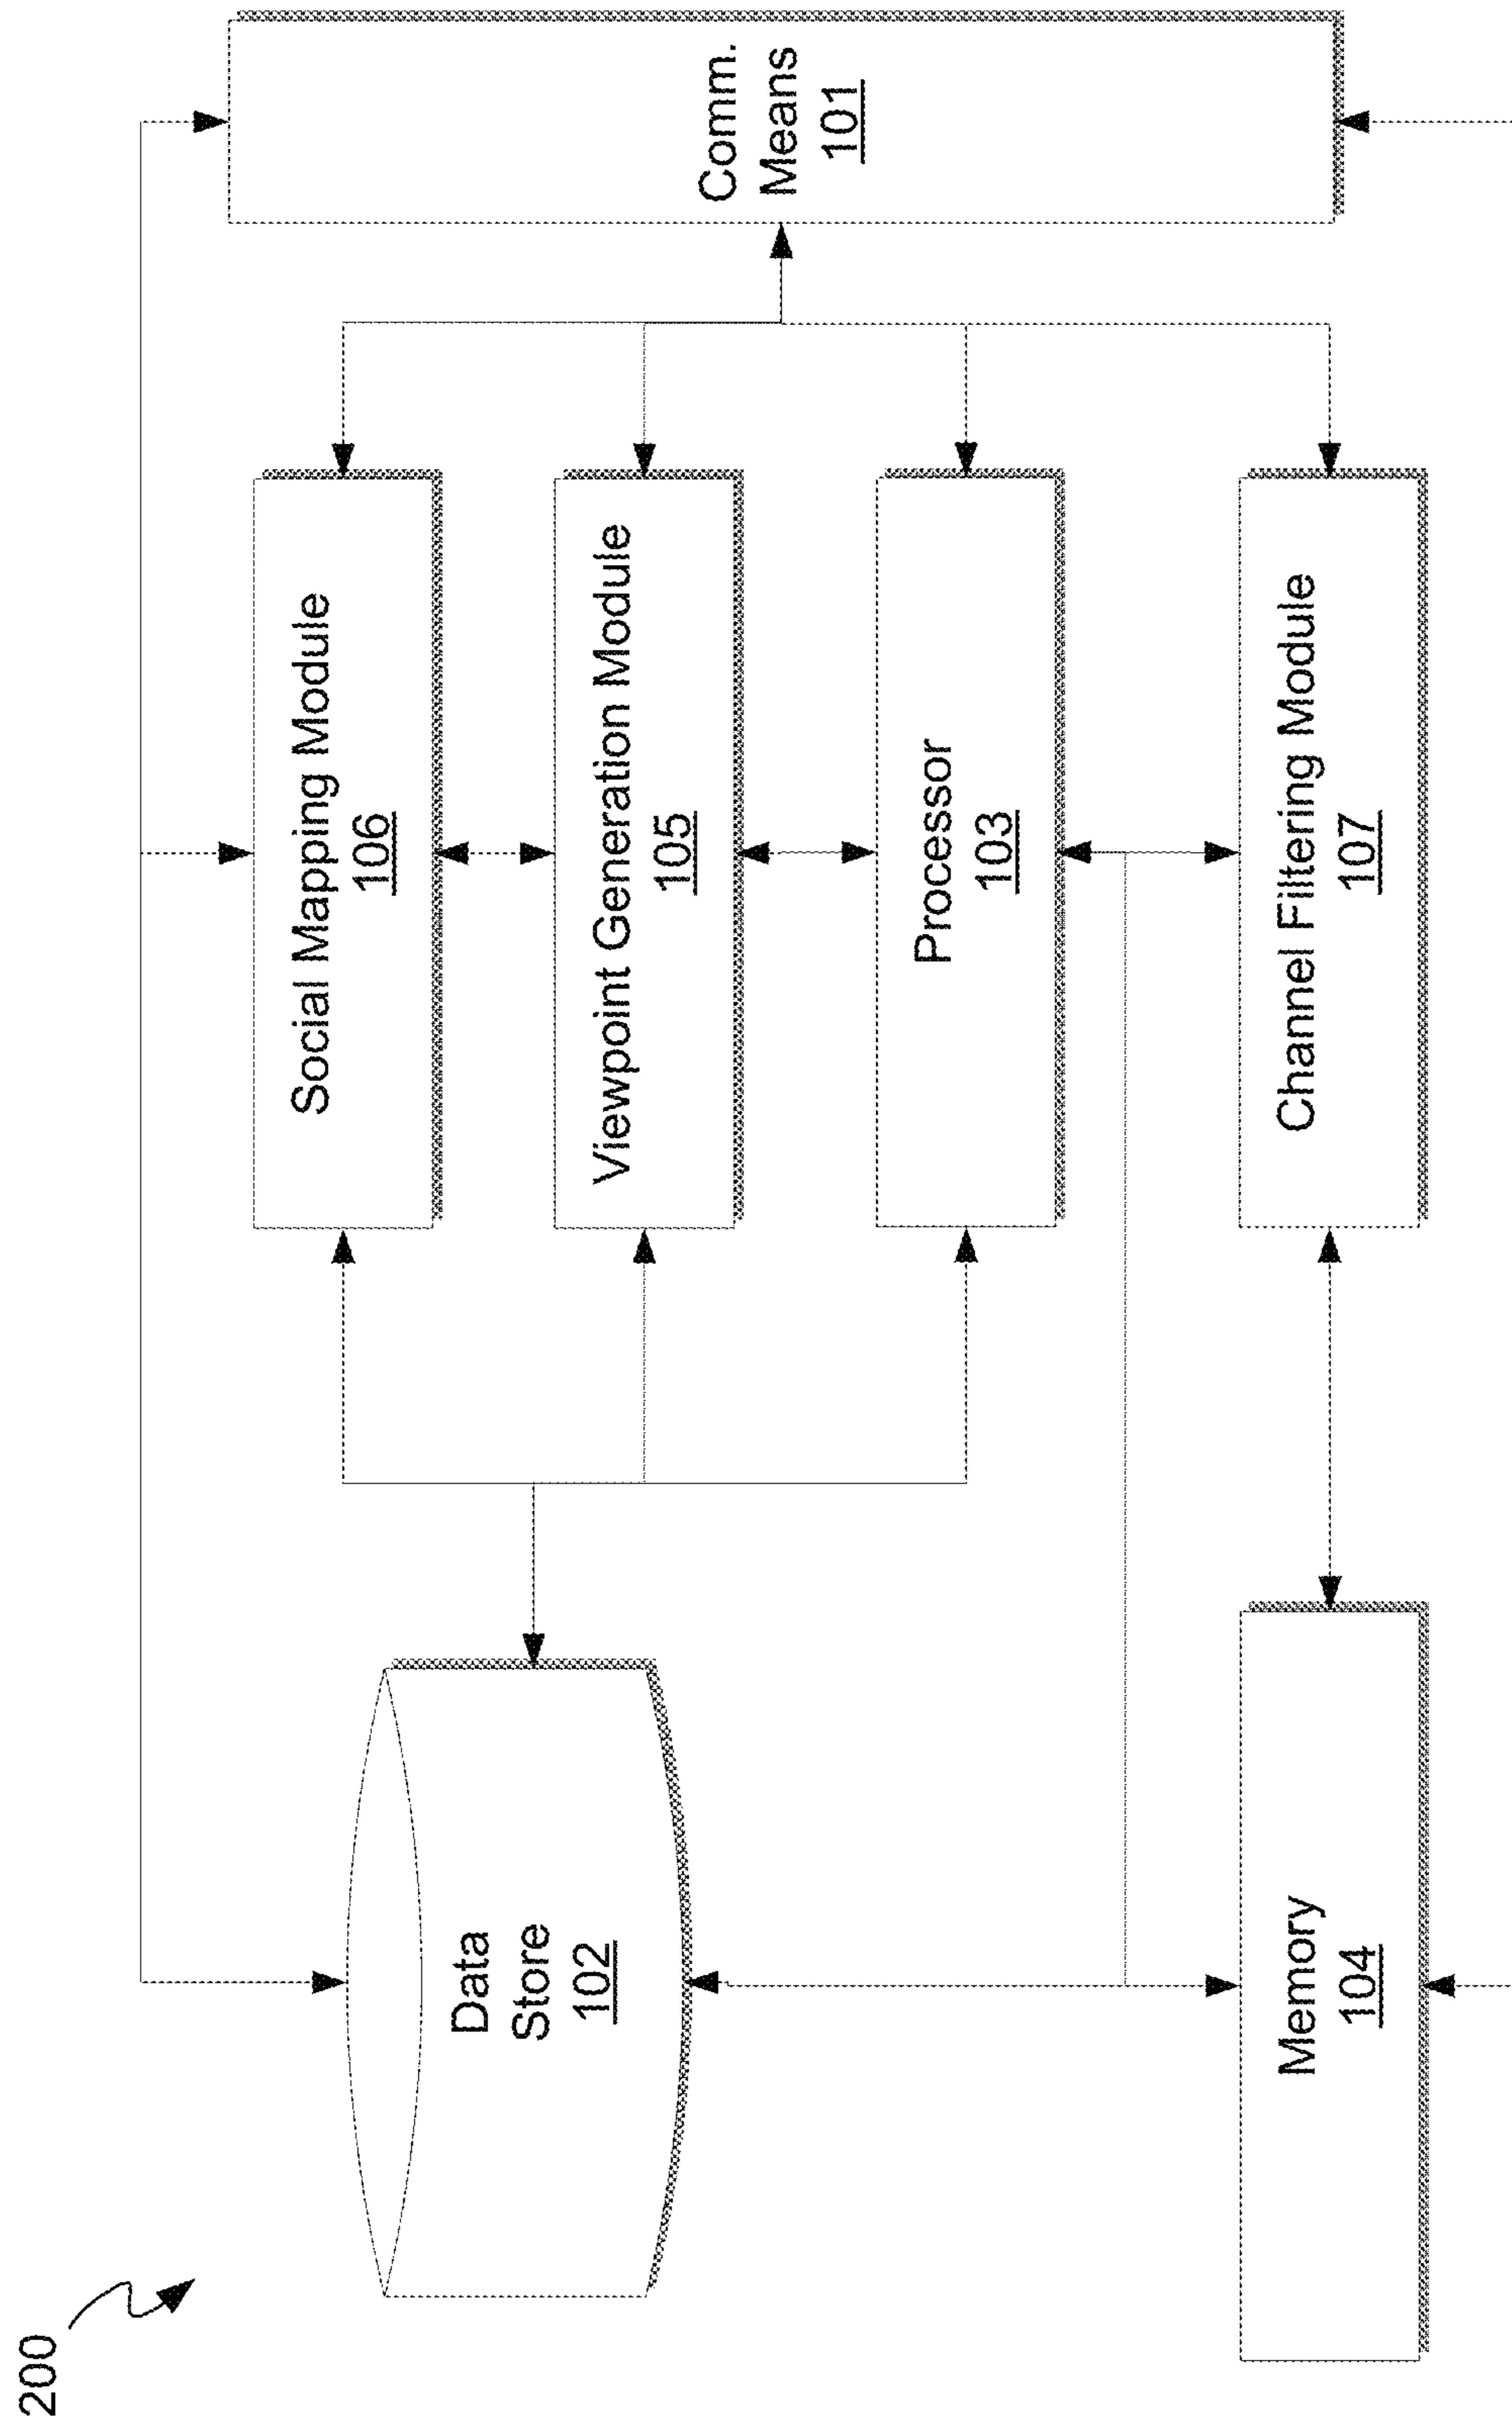 200
Data
Store
102
Social Mapping Module
106
Viewpoint Generation Module
105
Processor
103
Memory
104
Channel Filtering Module
107
Comm.
Means
101